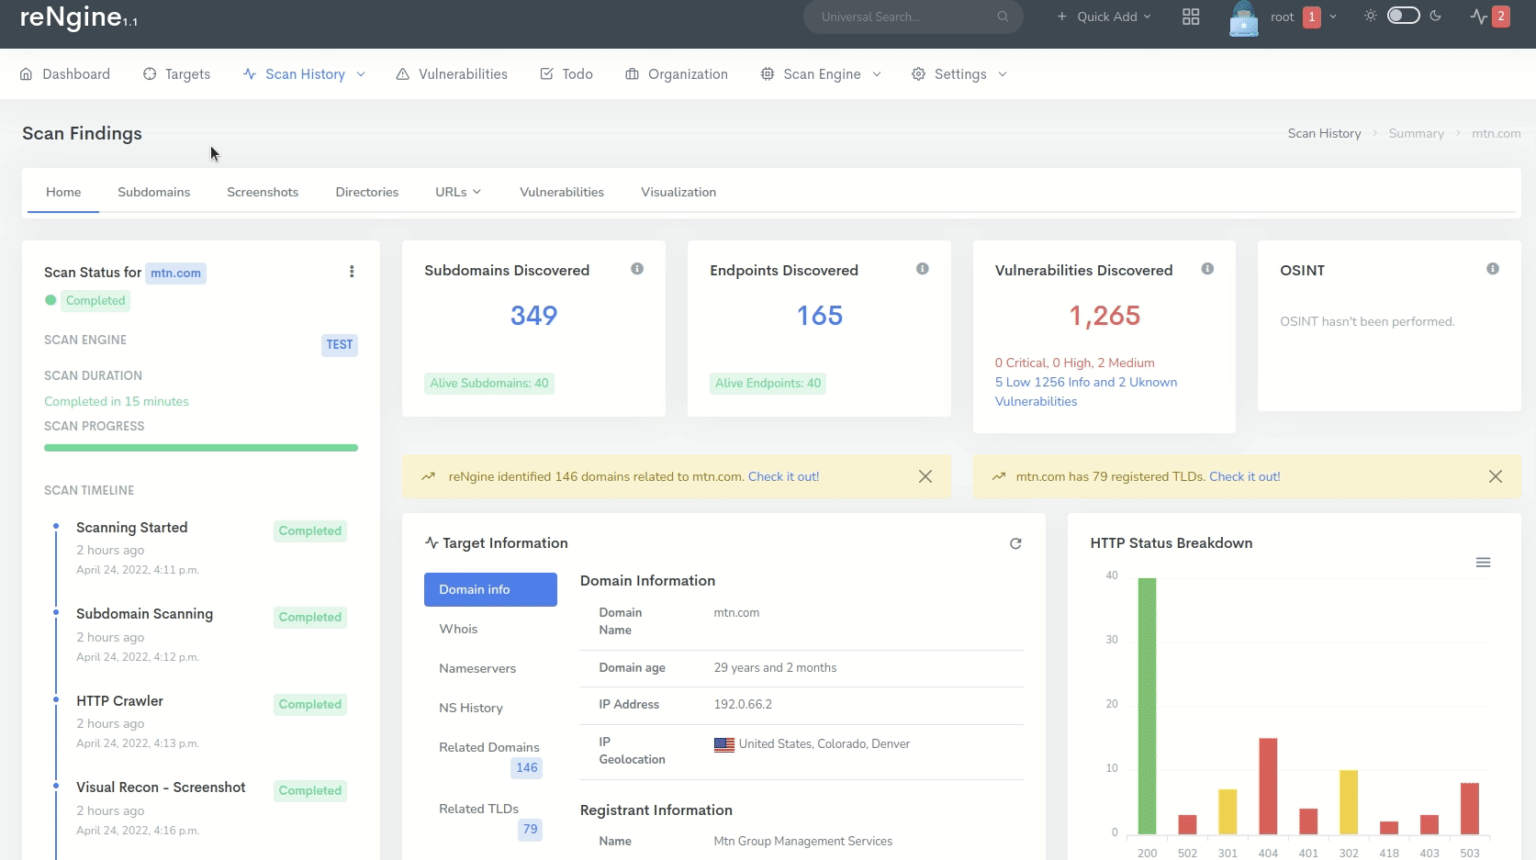 reNgine 1.1
Universal Search...
Quick Add
root
1
2
Dashboard
Targets
Scan History
Vulnerabilities
Todo
Organization
Scan Engine
Settings
Scan Findings
Scan History
Summary
mtn.com
Home
Subdomains
Screenshots
Directories
URLs
Vulnerabilities
Visualization
Scan Status for mtn.com
Completed
SCAN ENGINE
TEST
SCAN DURATION
Completed in 15 minutes
SCAN PROGRESS
SCAN TIMELINE
Scanning Started
Completed
2 hours ago
April 24, 2022, 4:11 p.m.
Subdomain Scanning
Completed
2 hours ago
April 24, 2022, 4:12 p.m.
HTTP Crawler
Completed
2 hours ago
April 24, 2022, 4:13 p.m.
Visual Recon - Screenshot
Completed
2 hours ago
April 24, 2022, 4:16 p.m.
Subdomains Discovered
349
Alive Subdomains: 40
Endpoints Discovered
165
Alive Endpoints: 40
Vulnerabilities Discovered
1,265
0 Critical, 0 High, 2 Medium
5 Low 1256 Info and 2 Uknown
Vulnerabilities
OSINT
OSINT hasn't been performed.
reNgine identified 146 domains related to mtn.com. Check it out!
mtn.com has 79 registered TLDs. Check it out!
Target Information
Domain info
Whois
Nameservers
NS History
Related Domains
146
Related TLDs
79
Domain Information
Domain
Name
mtn.com
Domain age
29 years and 2 months
IP Address
192.0.66.2
IP
Geolocation
United States, Colorado, Denver
Registrant Information
Name
Mtn Group Management Services
HTTP Status Breakdown
40
30
20
10
0
200
502
301
404
401
302
418
403
503